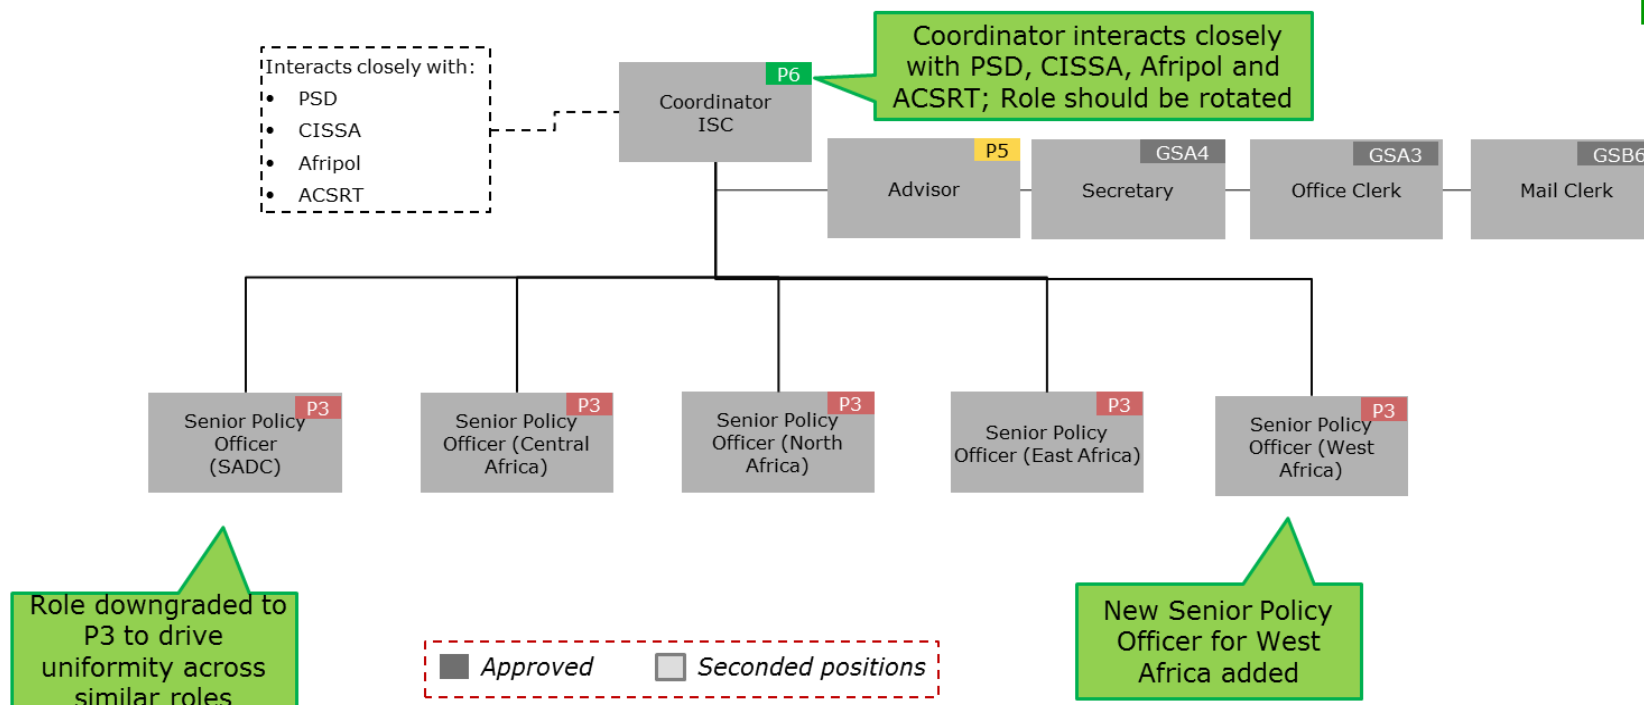 Interacts closely with:
• PSD
• CISSA
• Afripol
• ACSRT
P6
Coordinator
ISC
Coordinator interacts closely
with PSD, CISSA, Afripol and
ACSRT; Role should be rotated
P5
Advisor
GSA4
Secretary
GSA3
Office Clerk
GSB6
Mail Clerk
P3
Senior Policy
Officer
(SADC)
P3
Senior Policy
Officer (Central
Africa)
P3
Senior Policy
Officer (North
Africa)
P3
Senior Policy
Officer (East Africa)
P3
Senior Policy
Officer (West
Africa)
Role downgraded to
P3 to drive
uniformity across
similar roles
New Senior Policy
Officer for West
Africa added
Approved
Seconded positions